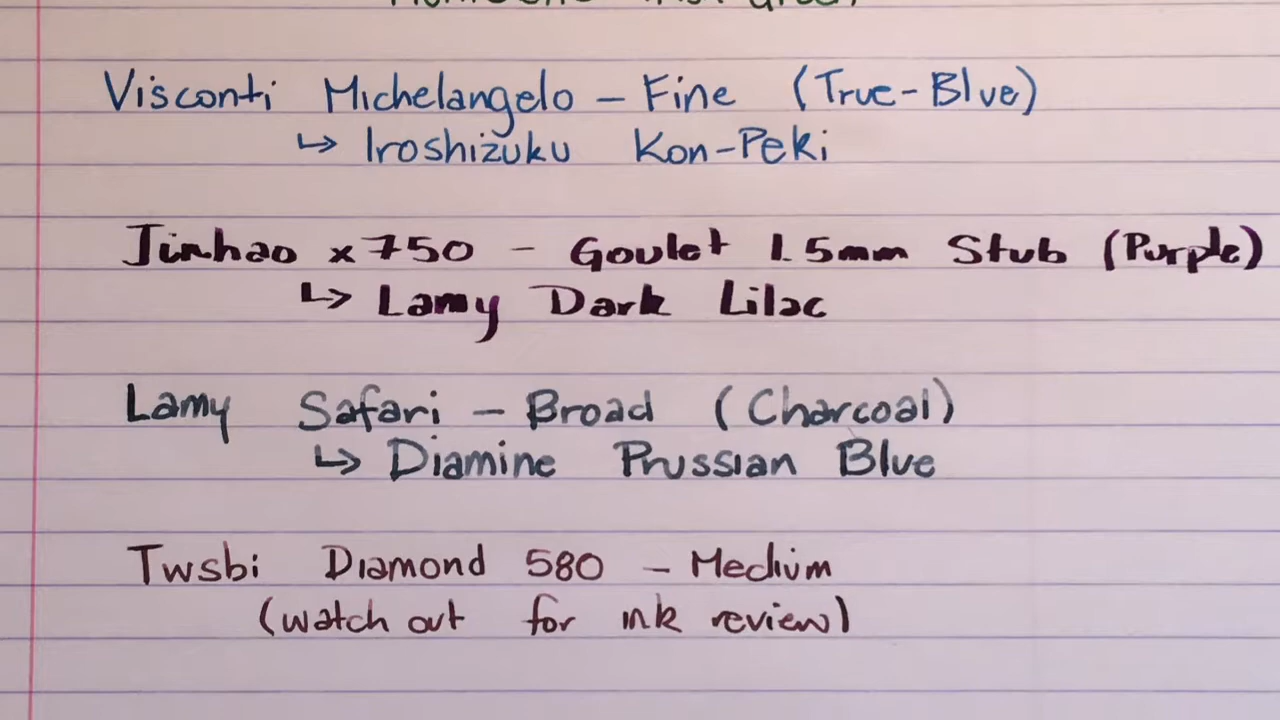 Visconti Michelangelo - Fine (True-Blue)
↳ Iroshizuku Kon-Peki
Jinhao x750 - Goulet 1.5mm Stub (Purple)
↳ Lamy Dark Lilac
Lamy Safari - Broad (Charcoal)
↳ Diamine Prussian Blue
Twsbi Diamond 580 - Medium
(watch out for ink review)